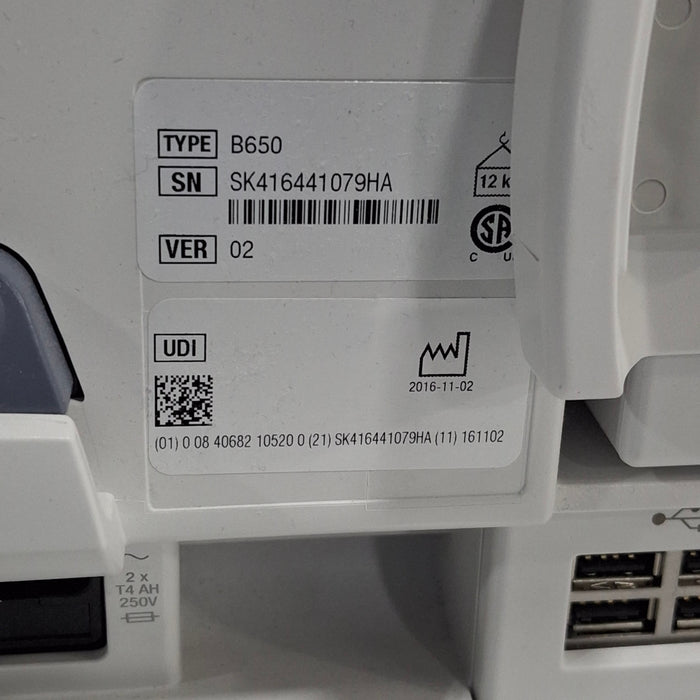 TYPE B650
SN SK416441079HA
12 k
VER 02
SA
C U
UDI
2016-11-02
(01) 0 08 40682 10520 0 (21) SK416441079HA (11) 161102
2 x
T4 AH
250V